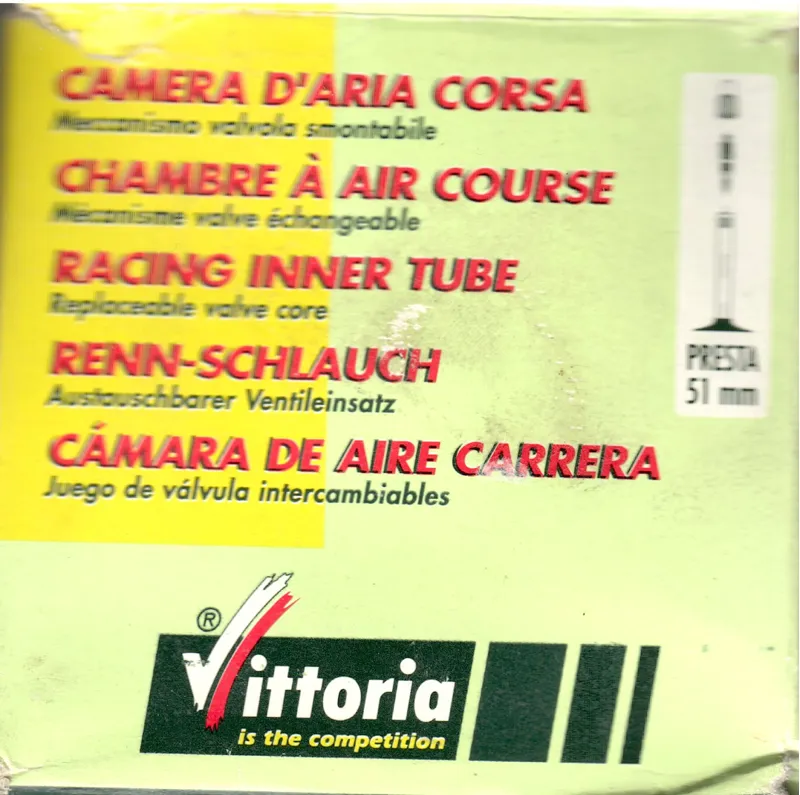 CAMERA D'ARIA CORSA
Meccanismo valvola smontabile
CHAMBRE À AIR COURSE
Mécanisme valve échangeable
RACING INNER TUBE
Replaceable valve core
RENN-SCHLAUCH
Austauschbarer Ventileinsatz
CÁMARA DE AIRE CARRERA
Juego de válvula intercambiables
PRESTA
51 mm
®
Vittoria
is the competition